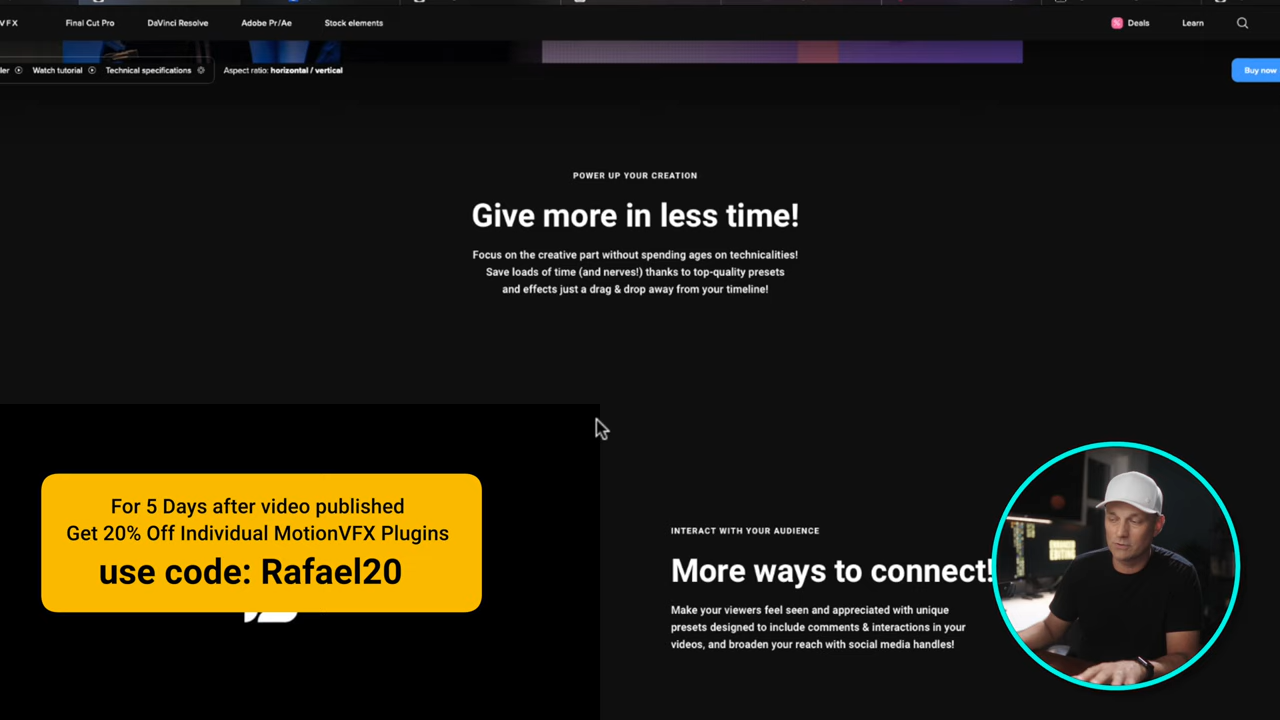 VFX
Final Cut Pro
DaVinci Resolve
Adobe Pr/Ae
Stock elements
Deals
Learn
Watch tutorial
Technical specifications
Aspect ratio: horizontal / vertical
Buy now
POWER UP YOUR CREATION
Give more in less time!
Focus on the creative part without spending ages on technicalities!
Save loads of time (and nerves!) thanks to top-quality presets
and effects just a drag & drop away from your timeline!
For 5 Days after video published
Get 20% Off Individual MotionVFX Plugins
use code: Rafael20
INTERACT WITH YOUR AUDIENCE
More ways to connect!
Make your viewers feel seen and appreciated with unique
presets designed to include comments & interactions in your
videos, and broaden your reach with social media handles!
EDITING